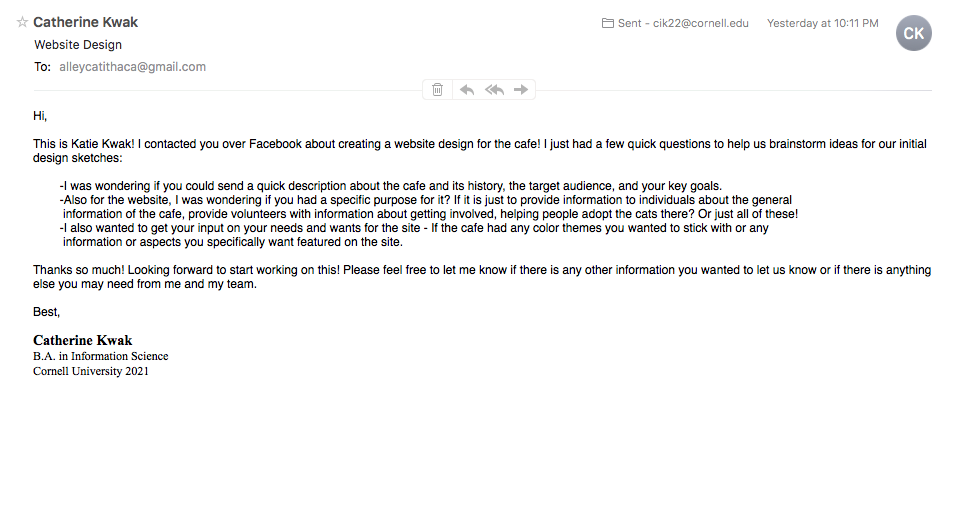 Catherine Kwak
Sent - cik22@cornell.edu Yesterday at 10:11 PM
CK
Website Design
To: alleycatithaca@gmail.com
Hi,
This is Katie Kwak! I contacted you over Facebook about creating a website design for the cafe! I just had a few quick questions to help us brainstorm ideas for our initial
design sketches:
-I was wondering if you could send a quick description about the cafe and its history, the target audience, and your key goals.
-Also for the website, I was wondering if you had a specific purpose for it? If it is just to provide information to individuals about the general
information of the cafe, provide volunteers with information about getting involved, helping people adopt the cats there? Or just all of these!
-I also wanted to get your input on your needs and wants for the site - If the cafe had any color themes you wanted to stick with or any
information or aspects you specifically want featured on the site.
Thanks so much! Looking forward to start working on this! Please feel free to let me know if there is any other information you wanted to let us know or if there is anything
else you may need from me and my team.
Best,
Catherine Kwak
B.A. in Information Science
Cornell University 2021